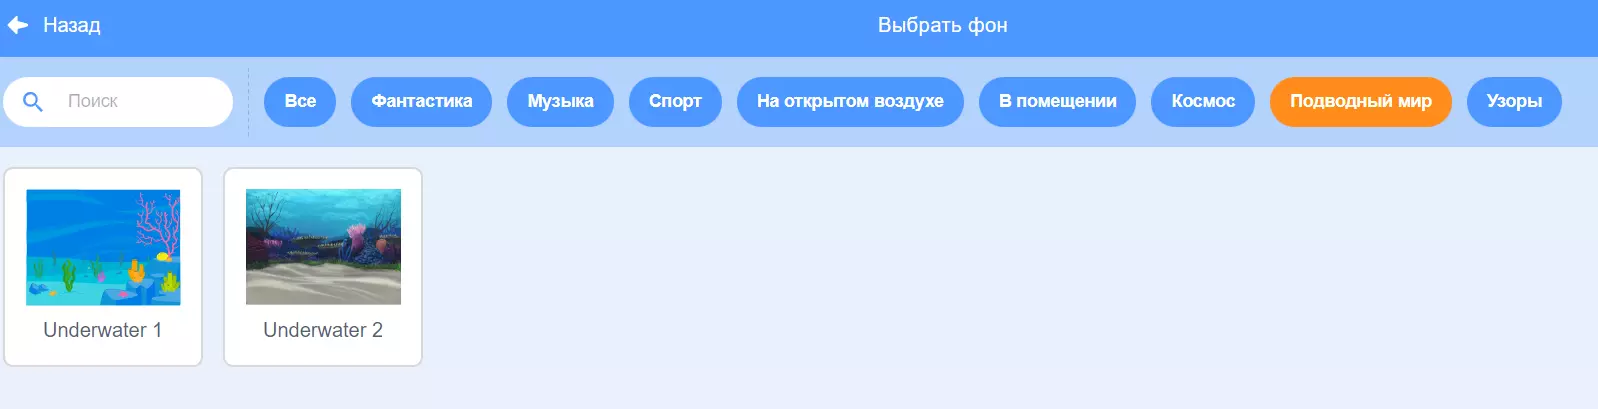 Назад
Выбрать фон
Поиск
Все
Фантастика
Музыка
Спорт
На открытом воздухе
В помещении
Космос
Подводный мир
Узоры
Underwater 1
Underwater 2